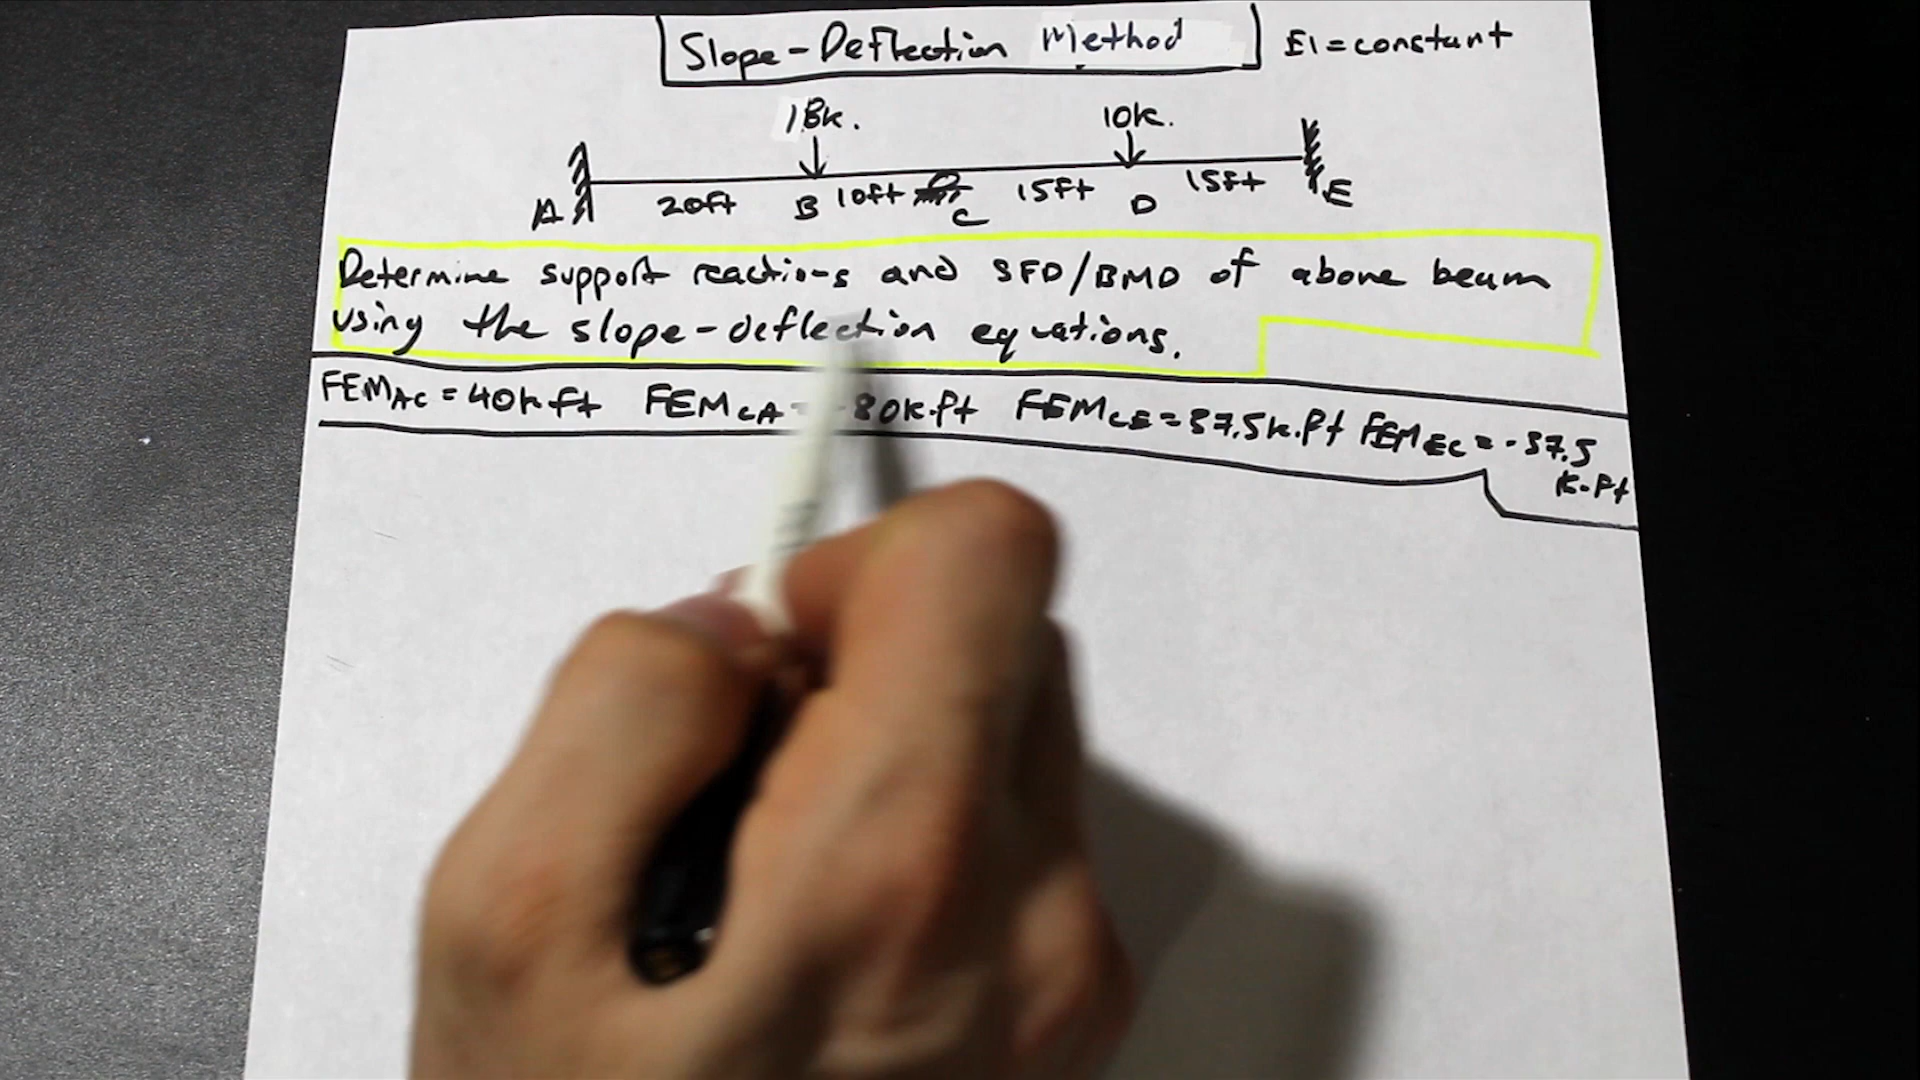 Slope-Deflection Method EI=constant
18k. 10k.
A 20ft B 10ft C 15ft D 15ft E
Determine support reactions and SFD/BMD of above beam
using the slope-deflection equations.
FEMAC = 40k ft FEMCA = -80k.ft FEMCE = 37.5k.ft FEMEC = -37.5
k.ft